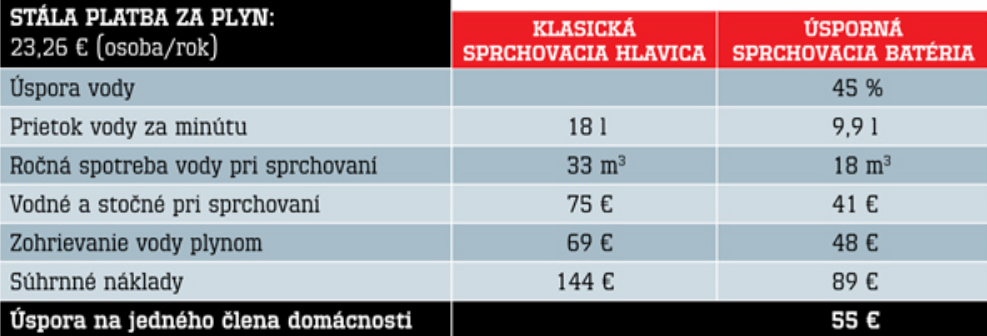 STÁLA PLATBA ZA PLYN:
23,26 € (osoba/rok)
KLASICKÁ
SPRCHOVACIA HLAVICA
ÚSPORNÁ
SPRCHOVACIA BATÉRIA
Úspora vody 45 %
Prietok vody za minútu 18 l 9,9 l
Ročná spotreba vody pri sprchovaní 33 m³ 18 m³
Vodné a stočné pri sprchovaní 75 € 41 €
Zohrievanie vody plynom 69 € 48 €
Súhrnné náklady 144 € 89 €
Úspora na jedného člena domácnosti 55 €